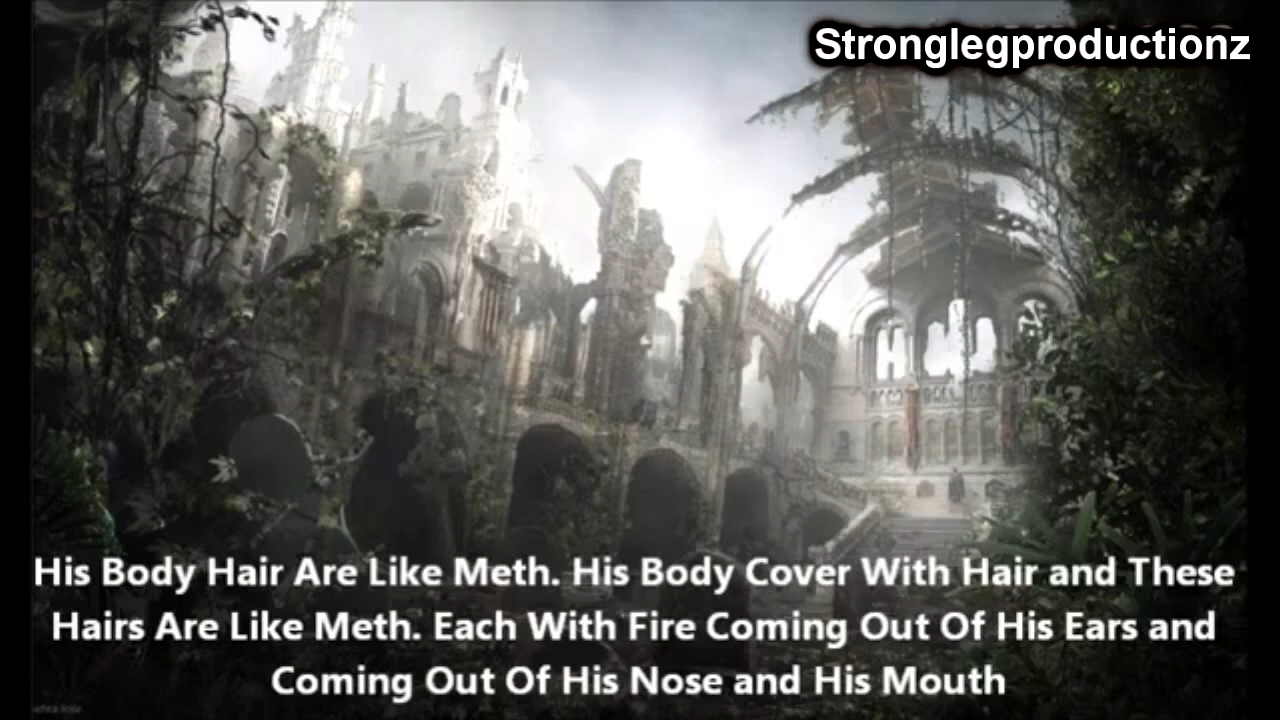 Stronglegproductionz
His Body Hair Are Like Meth. His Body Cover With Hair and These
Hairs Are Like Meth. Each With Fire Coming Out Of His Ears and
Coming Out Of His Nose and His Mouth